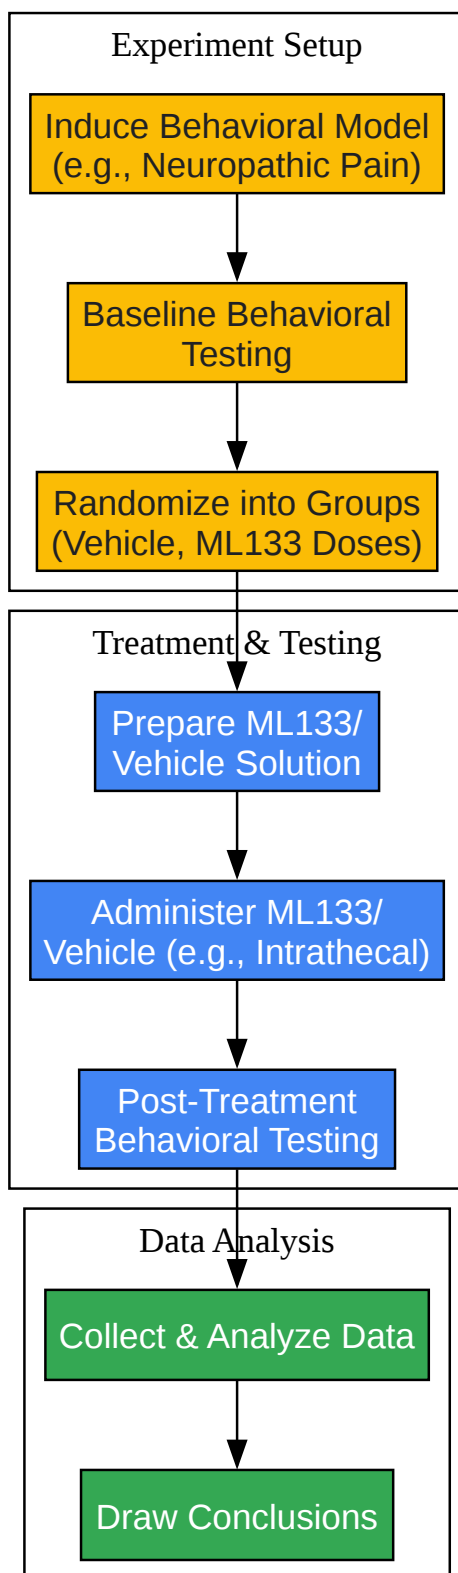 Experiment Setup
Induce Behavioral Model
(e.g., Neuropathic Pain)
Baseline Behavioral
Testing
Randomize into Groups
(Vehicle, ML133 Doses)
Treatment & Testing
Prepare ML133/
Vehicle Solution
Administer ML133/
Vehicle (e.g., Intrathecal)
Post-Treatment
Behavioral Testing
Data Analysis
Collect & Analyze Data
Draw Conclusions